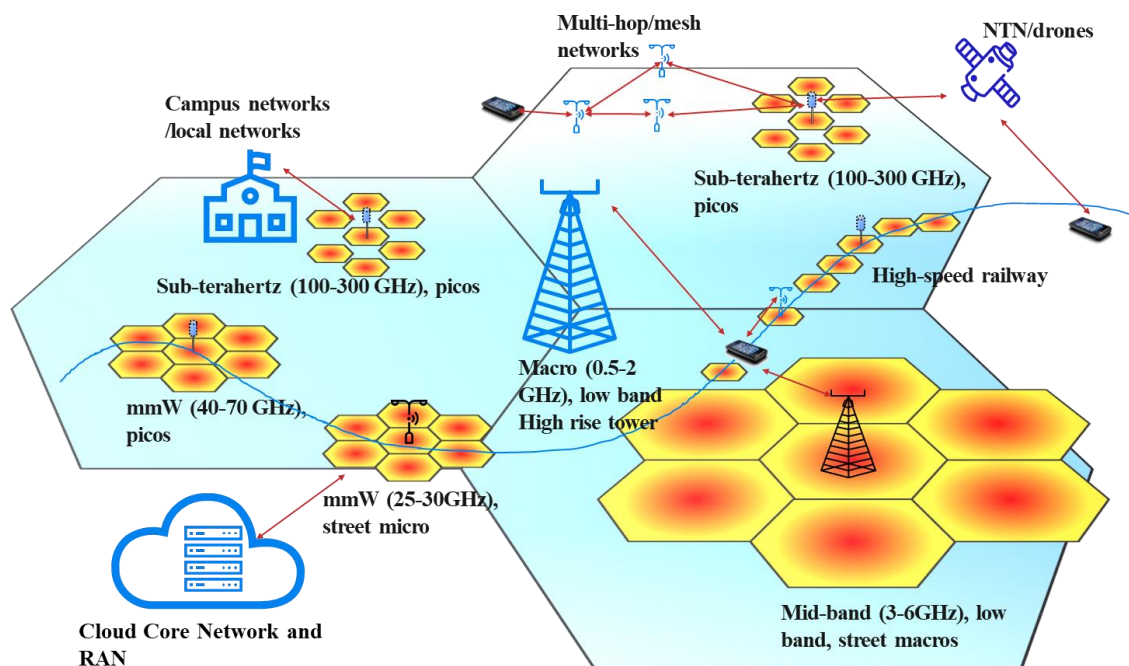 Multi-hop/mesh
networks
NTN/drones
Campus networks
/local networks
Sub-terahertz (100-300 GHz),
picos
Sub-terahertz (100-300 GHz), picos
High-speed railway
Macro (0.5-2
GHz), low band
High rise tower
mmW (40-70 GHz),
picos
mmW (25-30GHz),
street micro
Mid-band (3-6GHz), low
band, street macros
Cloud Core Network and
RAN